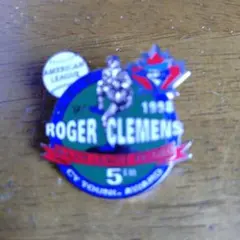 AMERICAN
LEAGUE
1998
ROGER CLEMENS
5TH
CY YOUNG AWARD